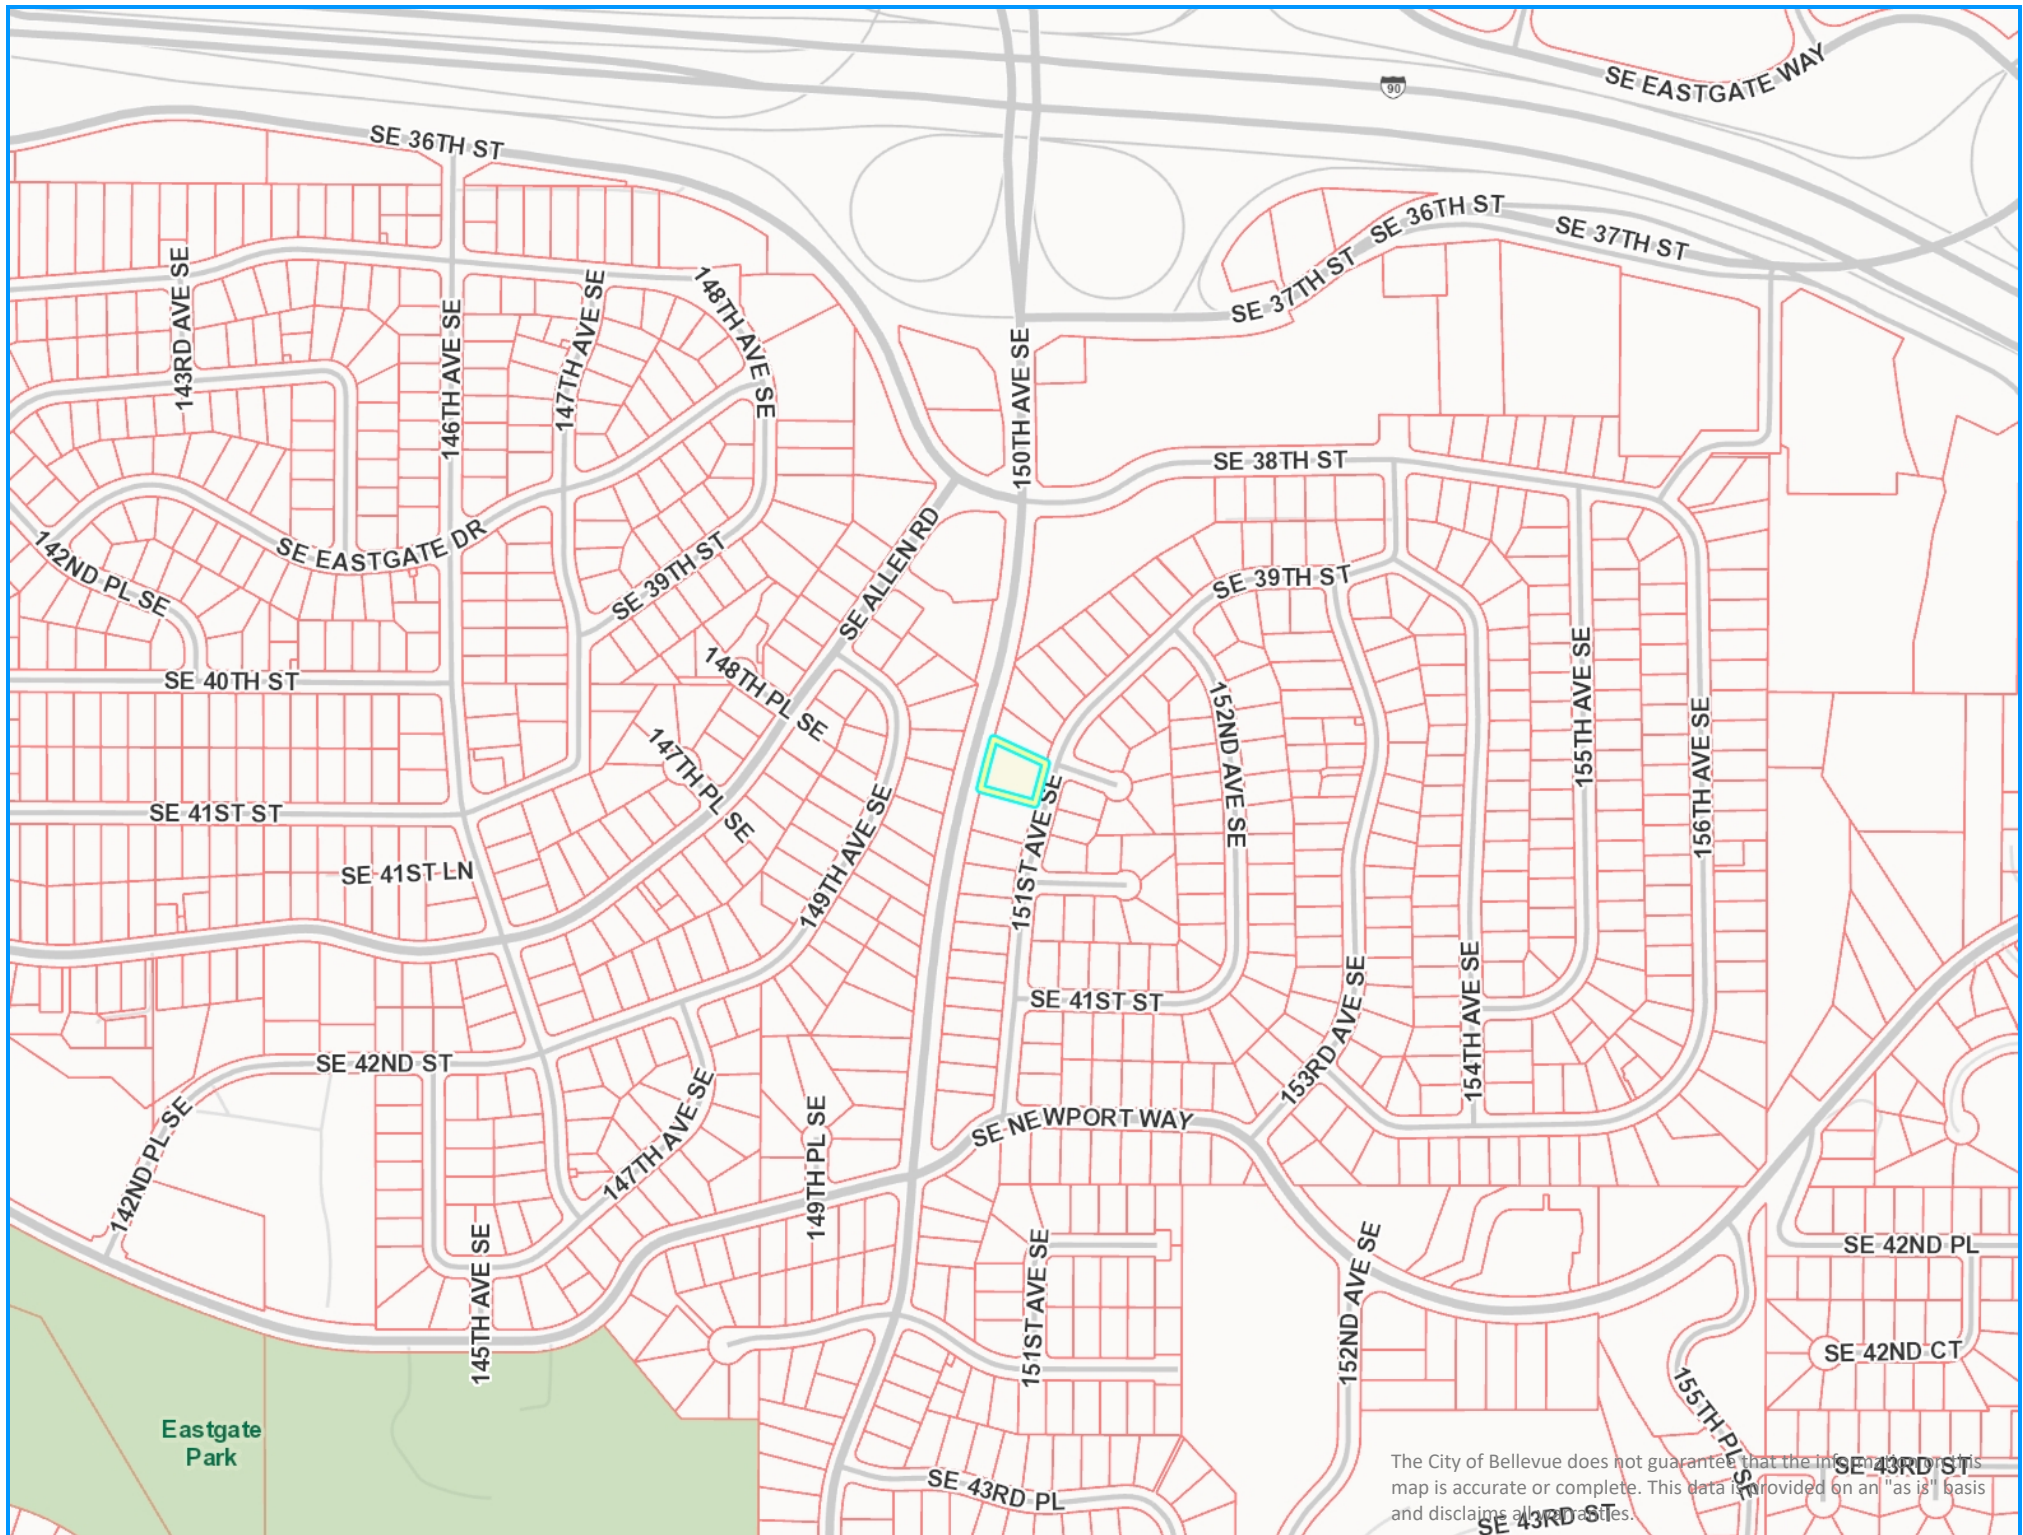 SE EASTGATE WAY
90
SE 36TH ST
SE 36TH ST
SE 37TH ST
SE 37TH ST
143RD AVE SE
146TH AVE SE
147TH AVE SE
148TH AVE SE
150TH AVE SE
SE 38TH ST
SE EASTGATE DR
142ND PL SE
SE 39TH ST
SE ALLEN RD
SE 39TH ST
SE 40TH ST
148TH PL SE
147TH PL SE
152ND AVE SE
155TH AVE SE
156TH AVE SE
SE 41ST ST
SE 41ST LN
149TH AVE SE
151ST AVE SE
SE 41ST ST
153RD AVE SE
154TH AVE SE
SE 42ND ST
142ND PL SE
147TH AVE SE
149TH PL SE
SE NEWPORT WAY
145TH AVE SE
151ST AVE SE
152ND AVE SE
SE 42ND PL
SE 42ND CT
155TH PL SE
Eastgate
Park
SE 43RD PL
SE 43RD ST
SE 43RD ST
The City of Bellevue does not guarantee that the information on this
map is accurate or complete. This data is provided on an "as is" basis
and disclaims all warranties.